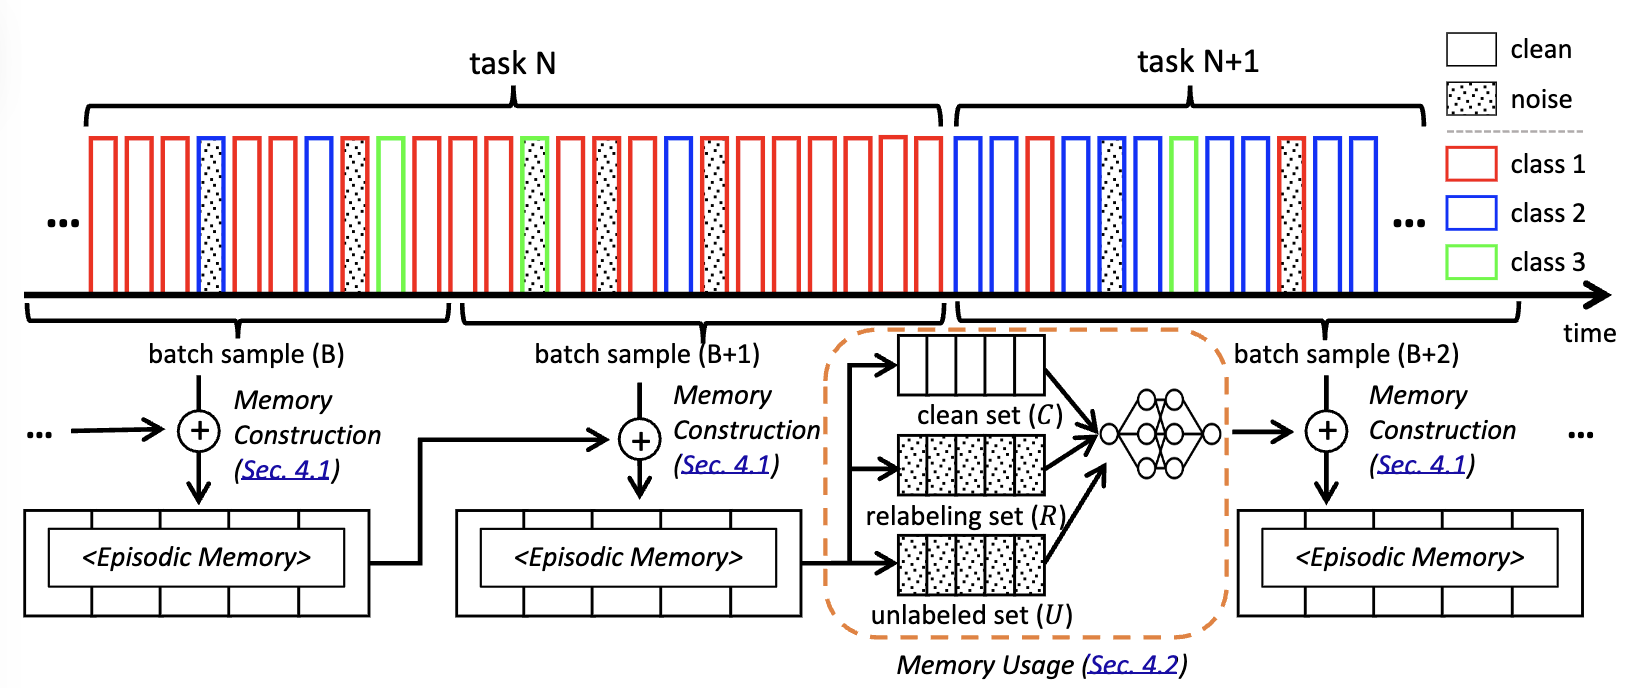 task N
task N+1
clean
noise
class 1
class 2
class 3
...
...
time
batch sample (B)
batch sample (B+1)
batch sample (B+2)
...
+
Memory
Construction
(Sec. 4.1)
+
Memory
Construction
(Sec. 4.1)
clean set (C)
relabeling set (R)
unlabeled set (U)
+
Memory
Construction
(Sec. 4.1)
...
<Episodic Memory>
<Episodic Memory>
<Episodic Memory>
Memory Usage (Sec. 4.2)